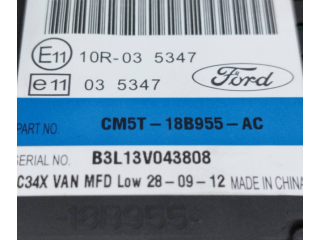 E11 10R-03 5347
e11 03 5347
Ford
PART NO. CM5T-18B955-AC
SERIAL NO. B3L13V043808
C34X VAN MFD Low 28-09-12 MADE IN CHINA
18B955-